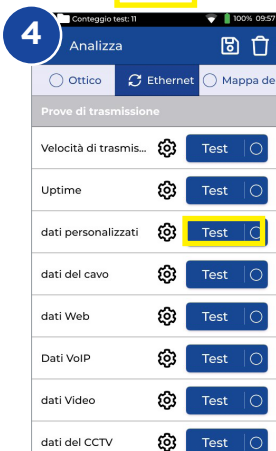 4
Conteggio test: 11 100% 09:57
Analizza
Ottico Ethernet Mappa de
Prove di trasmissione
Velocità di trasmis... Test
Uptime Test
dati personalizzati Test
dati del cavo Test
dati Web Test
Dati VoIP Test
dati Video Test
dati del CCTV Test